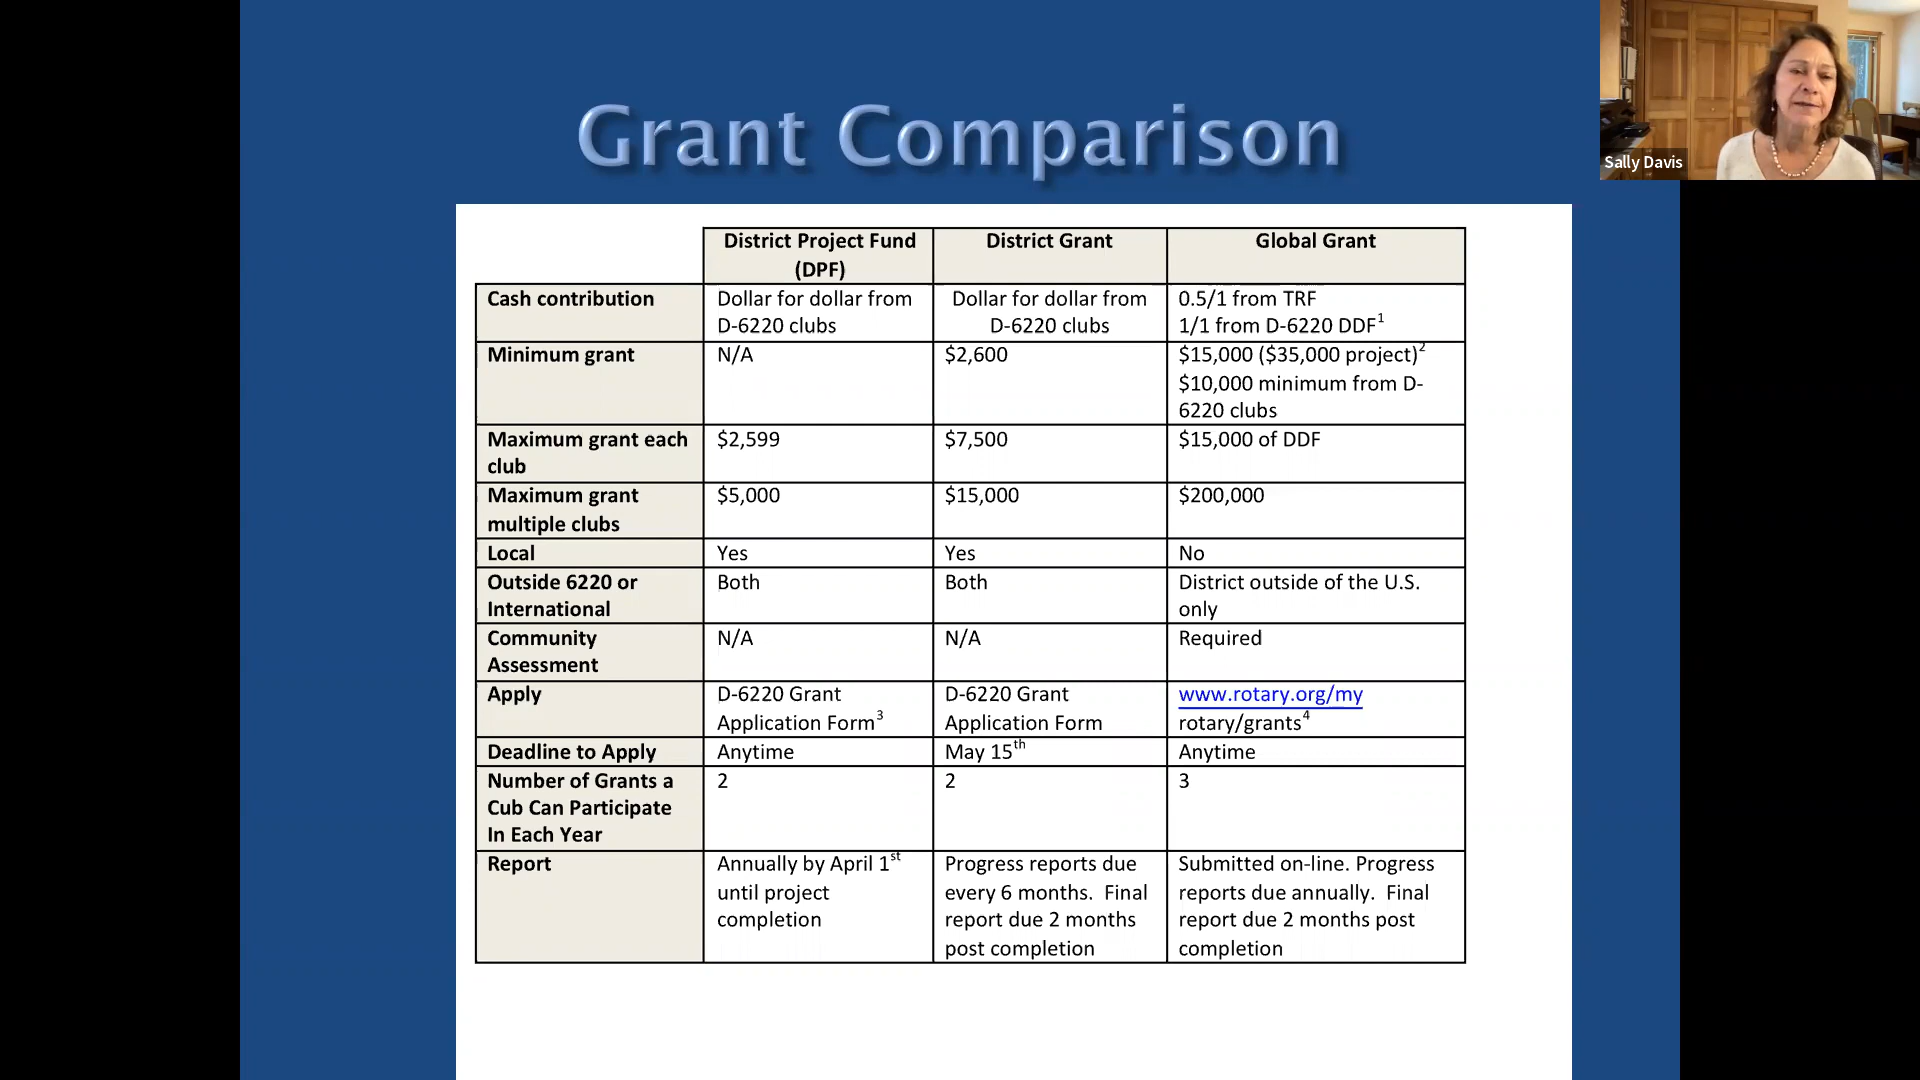 Grant Comparison
Sally Davis
District Project Fund
(DPF)
District Grant
Global Grant
Cash contribution
Dollar for dollar from
D-6220 clubs
Dollar for dollar from
D-6220 clubs
0.5/1 from TRF
1/1 from D-6220 DDF1
Minimum grant
N/A
$2,600
$15,000 ($35,000 project)2
$10,000 minimum from D-
6220 clubs
Maximum grant each
club
$2,599
$7,500
$15,000 of DDF
Maximum grant
multiple clubs
$5,000
$15,000
$200,000
Local
Yes
Yes
No
Outside 6220 or
International
Both
Both
District outside of the U.S.
only
Community
Assessment
N/A
N/A
Required
Apply
D-6220 Grant
Application Form3
D-6220 Grant
Application Form
www.rotary.org/my
rotary/grants4
Deadline to Apply
Anytime
May 15th
Anytime
Number of Grants a
Cub Can Participate
In Each Year
2
2
3
Report
Annually by April 1st
until project
completion
Progress reports due
every 6 months. Final
report due 2 months
post completion
Submitted on-line. Progress
reports due annually. Final
report due 2 months post
completion